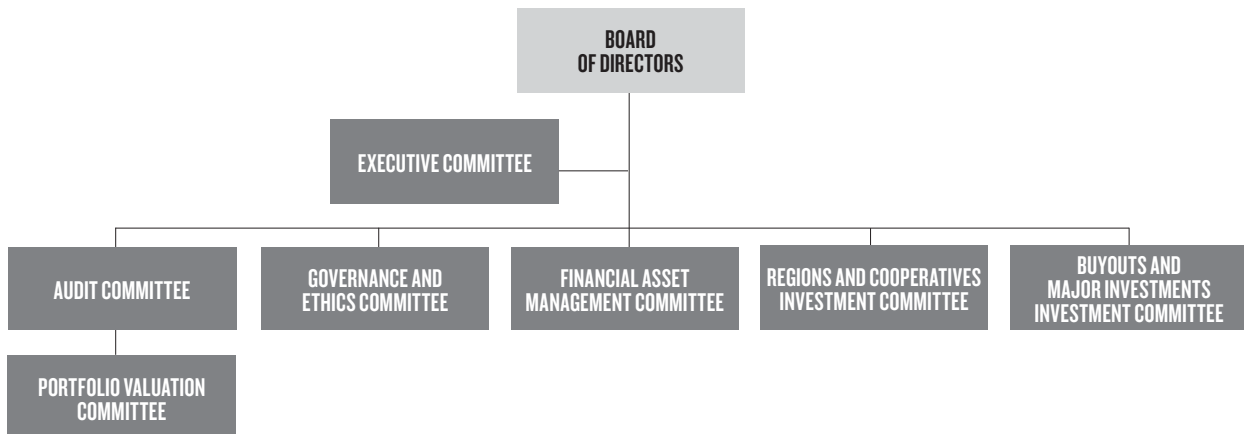 BOARD
OF DIRECTORS
EXECUTIVE COMMITTEE
AUDIT COMMITTEE
GOVERNANCE AND
ETHICS COMMITTEE
FINANCIAL ASSET
MANAGEMENT COMMITTEE
REGIONS AND COOPERATIVES
INVESTMENT COMMITTEE
BUYOUTS AND
MAJOR INVESTMENTS
INVESTMENT COMMITTEE
PORTFOLIO VALUATION
COMMITTEE